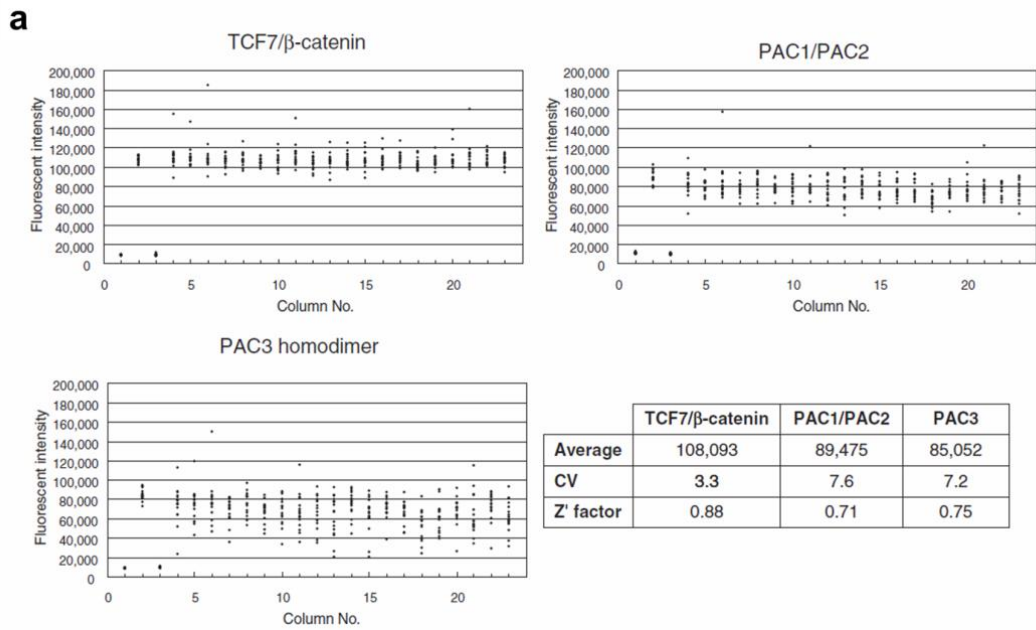 a
TCF7/β-catenin
200,000
180,000
160,000
140,000
120,000
100,000
80,000
60,000
40,000
20,000
0
Fluorescent intensity
0 5 10 15 20
Column No.
PAC1/PAC2
200,000
180,000
160,000
140,000
120,000
100,000
80,000
60,000
40,000
20,000
0
Fluorescent intensity
0 5 10 15 20
Column No.
PAC3 homodimer
200,000
180,000
160,000
140,000
120,000
100,000
80,000
60,000
40,000
20,000
0
Fluorescent intensity
0 5 10 15 20
Column No.
TCF7/β-catenin PAC1/PAC2 PAC3
Average 108,093 89,475 85,052
CV 3.3 7.6 7.2
Z' factor 0.88 0.71 0.75